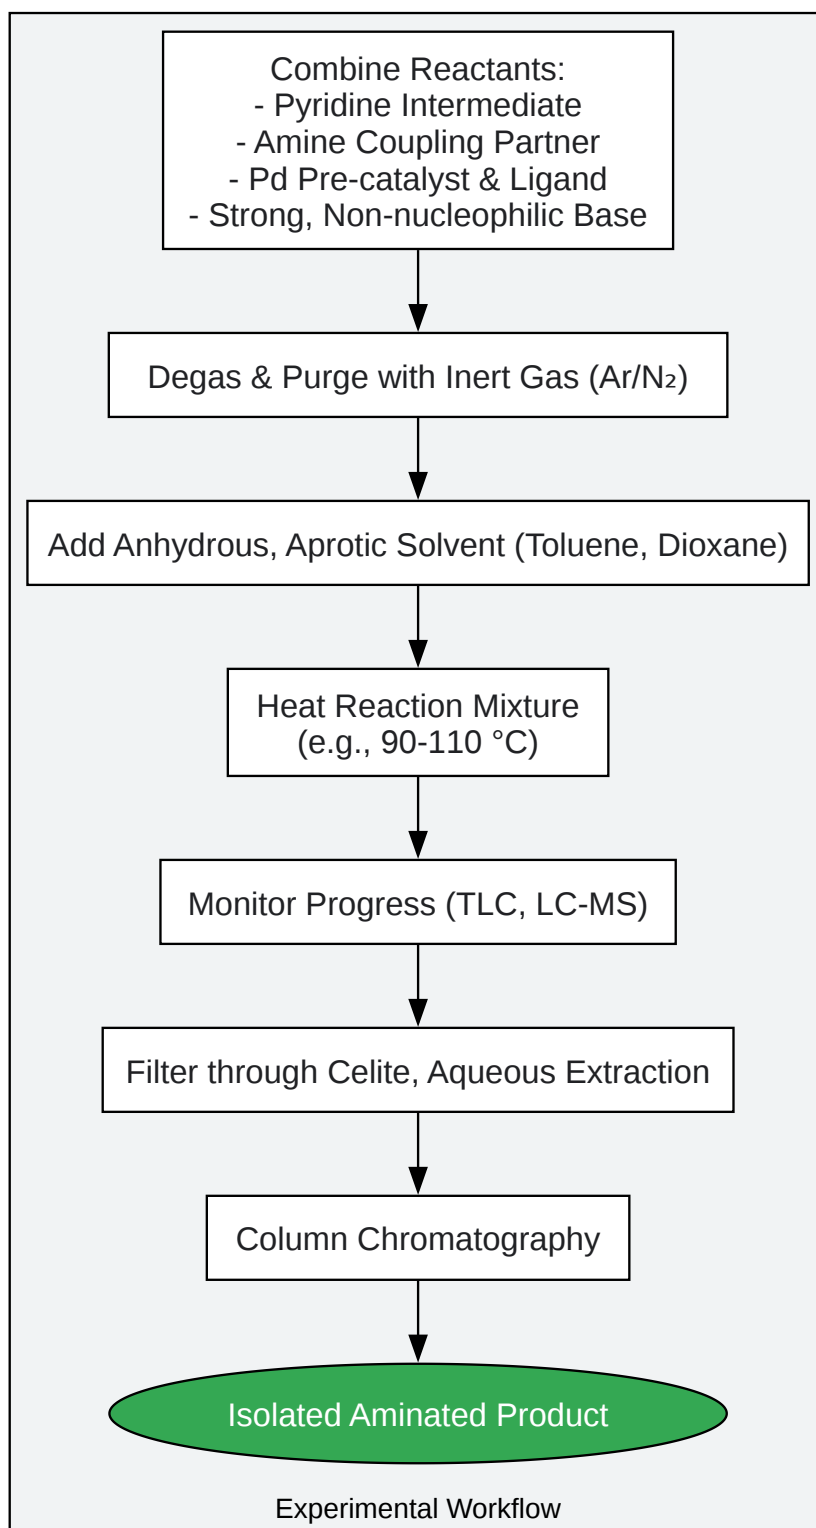 Combine Reactants:
- Pyridine Intermediate
- Amine Coupling Partner
- Pd Pre-catalyst & Ligand
- Strong, Non-nucleophilic Base
Degas & Purge with Inert Gas (Ar/N₂)
Add Anhydrous, Aprotic Solvent (Toluene, Dioxane)
Heat Reaction Mixture
(e.g., 90-110 °C)
Monitor Progress (TLC, LC-MS)
Filter through Celite, Aqueous Extraction
Column Chromatography
Isolated Aminated Product
Experimental Workflow